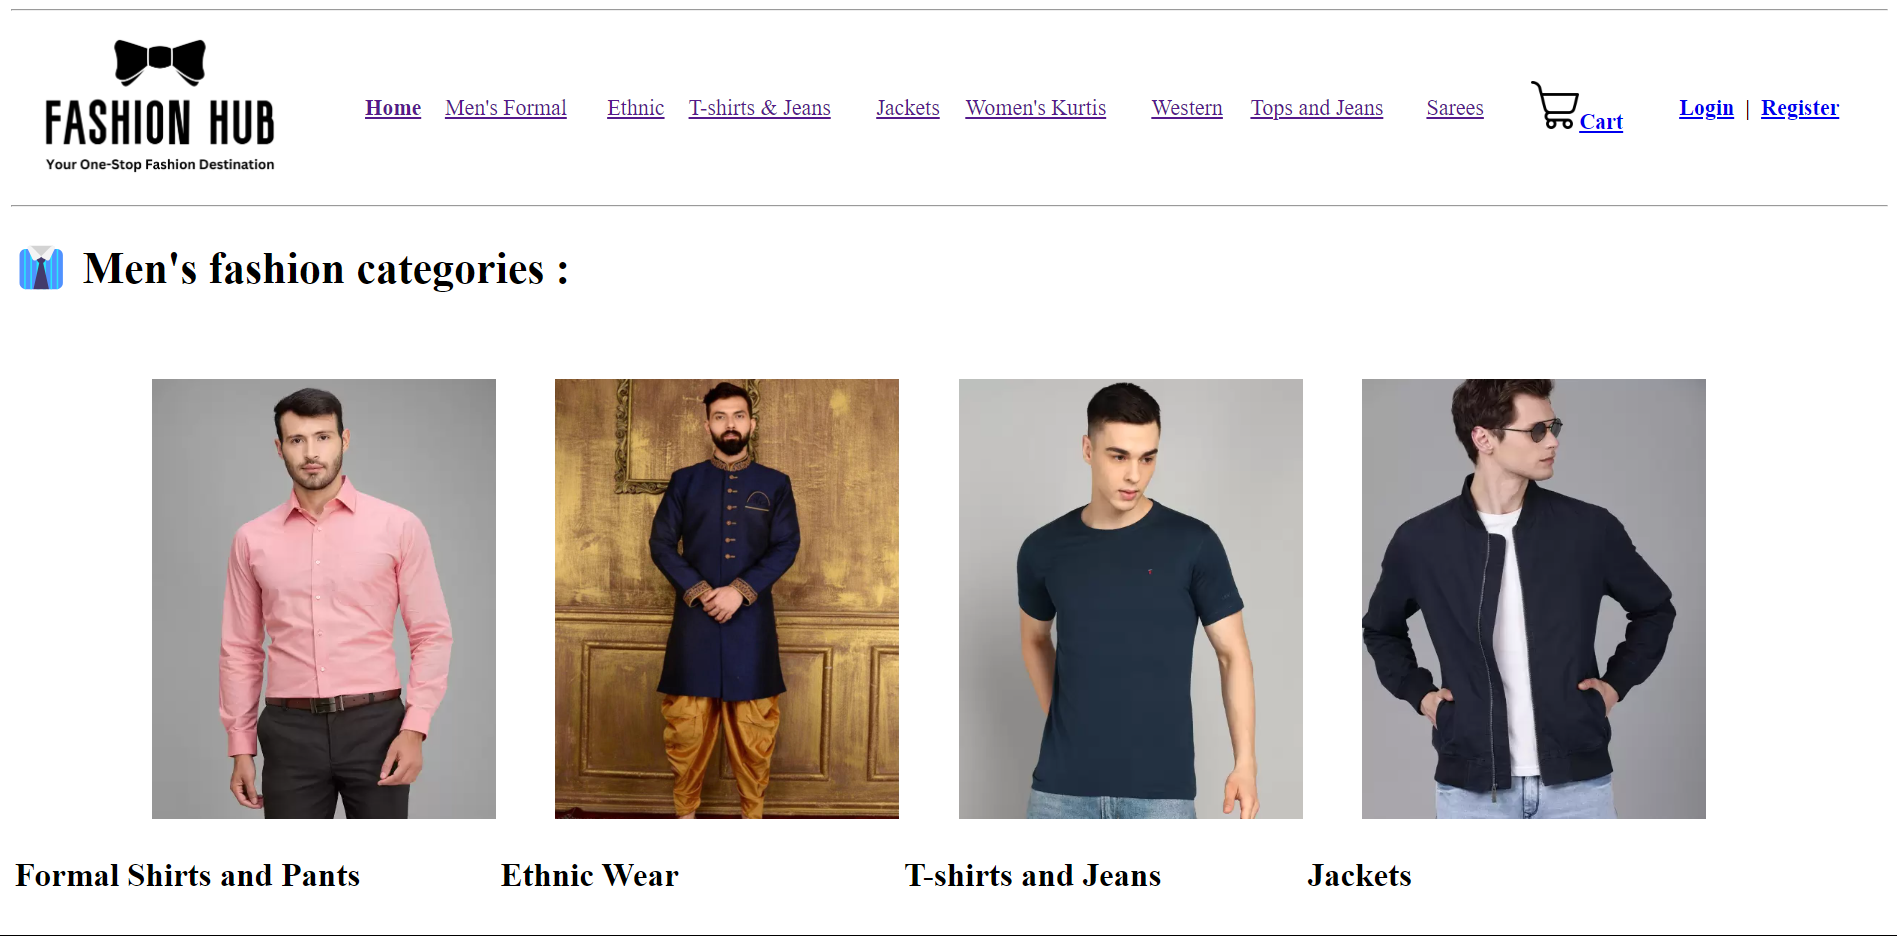 FASHION HUB
Your One-Stop Fashion Destination
Home Men's Formal Ethnic T-shirts & Jeans Jackets Women's Kurtis Western Tops and Jeans Sarees Cart Login | Register
Men's fashion categories :
Formal Shirts and Pants Ethnic Wear T-shirts and Jeans Jackets